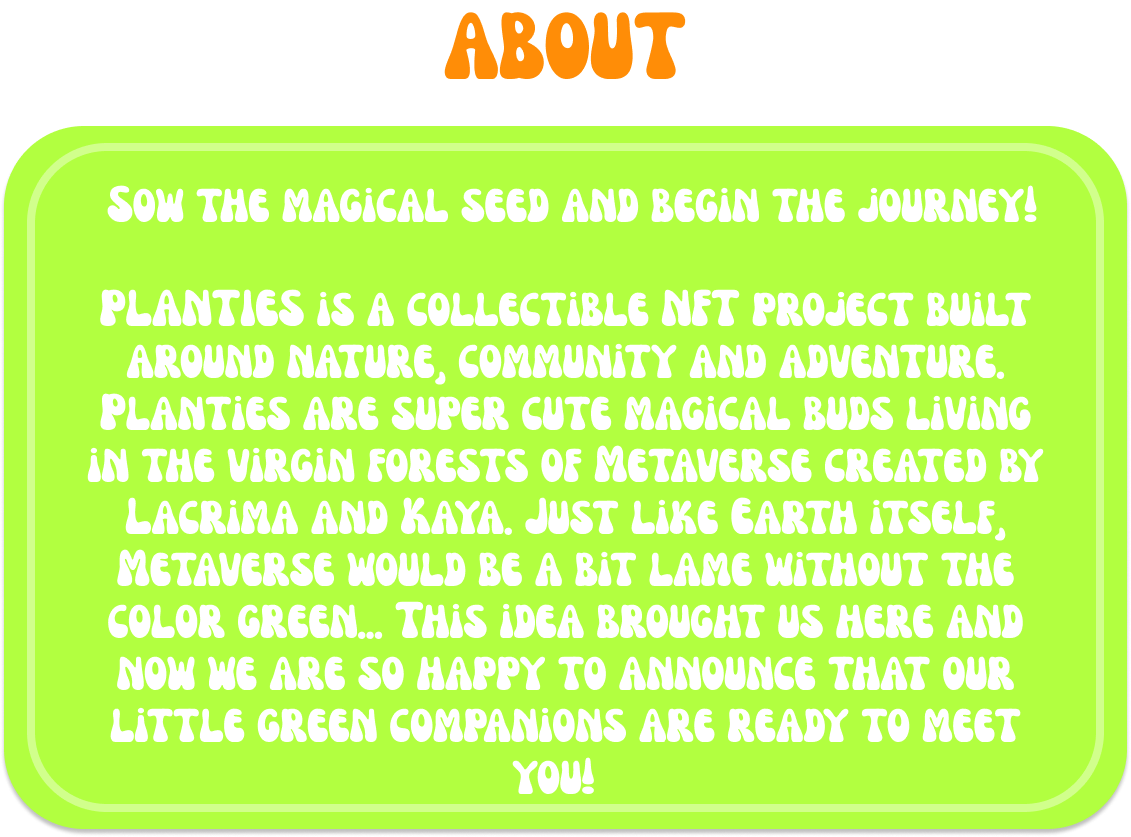 ABOUT
Sow the magical seed and begin the journey!
PLANTIES is a collectible NFT project built
around nature, community and adventure.
Planties are super cute magical buds living
in the virgin forests of Metaverse created by
Lacrima and Kaya. Just like Earth itself,
Metaverse would be a bit lame without the
color green... This idea brought us here and
now we are so happy to announce that our
little green companions are ready to meet
you!